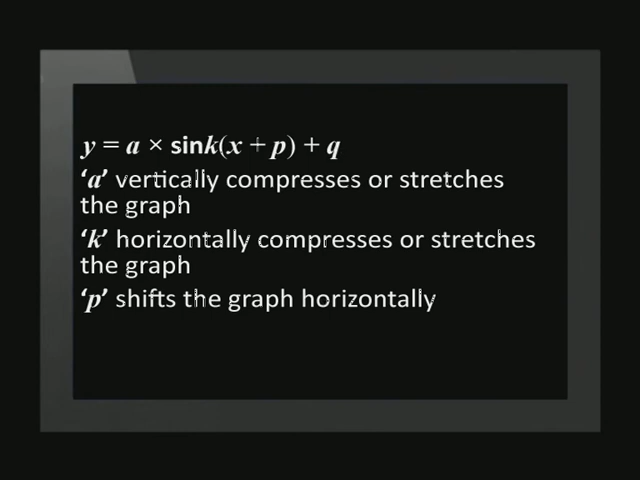 y = a × sink(x + p) + q
‘a’ vertically compresses or stretches
the graph
‘k’ horizontally compresses or stretches
the graph
‘p’ shifts the graph horizontally